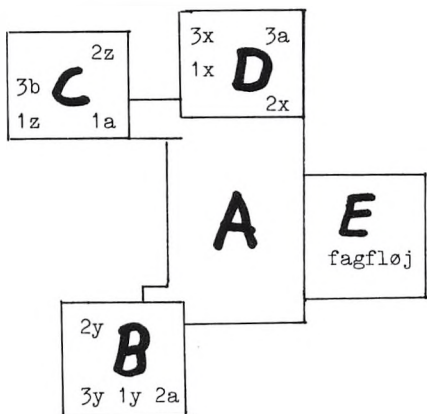 2z
3b C
1z 1a
3x 3a
1x D
2x
A
E
fagfløj
2y B
3y 1y 2a